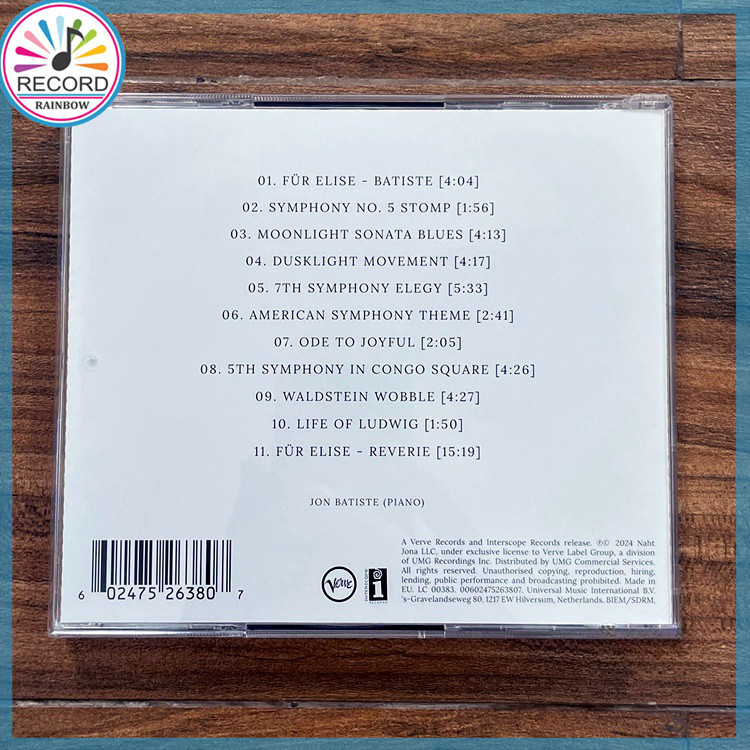 RECORD
RAINBOW
01. FÜR ELISE - BATISTE [4:04]
02. SYMPHONY NO. 5 STOMP [1:56]
03. MOONLIGHT SONATA BLUES [4:13]
04. DUSKLIGHT MOVEMENT [4:17]
05. 7TH SYMPHONY ELEGY [5:33]
06. AMERICAN SYMPHONY THEME [2:41]
07. ODE TO JOYFUL [2:05]
08. 5TH SYMPHONY IN CONGO SQUARE [4:26]
09. WALDSTEIN WOBBLE [4:27]
10. LIFE OF LUDWIG [1:50]
11. FÜR ELISE - REVERIE [15:19]
JON BATISTE (PIANO)
6 02475 26380 7
VERVE
INTERSCOPE
RECORDS
A Verve Records and Interscope Records release. ℗© 2024 Naht
Jona LLC, under exclusive license to Verve Label Group, a division
of UMG Recordings Inc. Distributed by UMG Commercial Services.
All rights reserved. Unauthorised copying, reproduction, hiring,
lending, public performance and broadcasting prohibited. Made in
EU. LC 00383. 00602475263807. Universal Music International B.V.
's-Gravelandseweg 80, 1217 EW Hilversum, Netherlands. BIEM/SDRM.